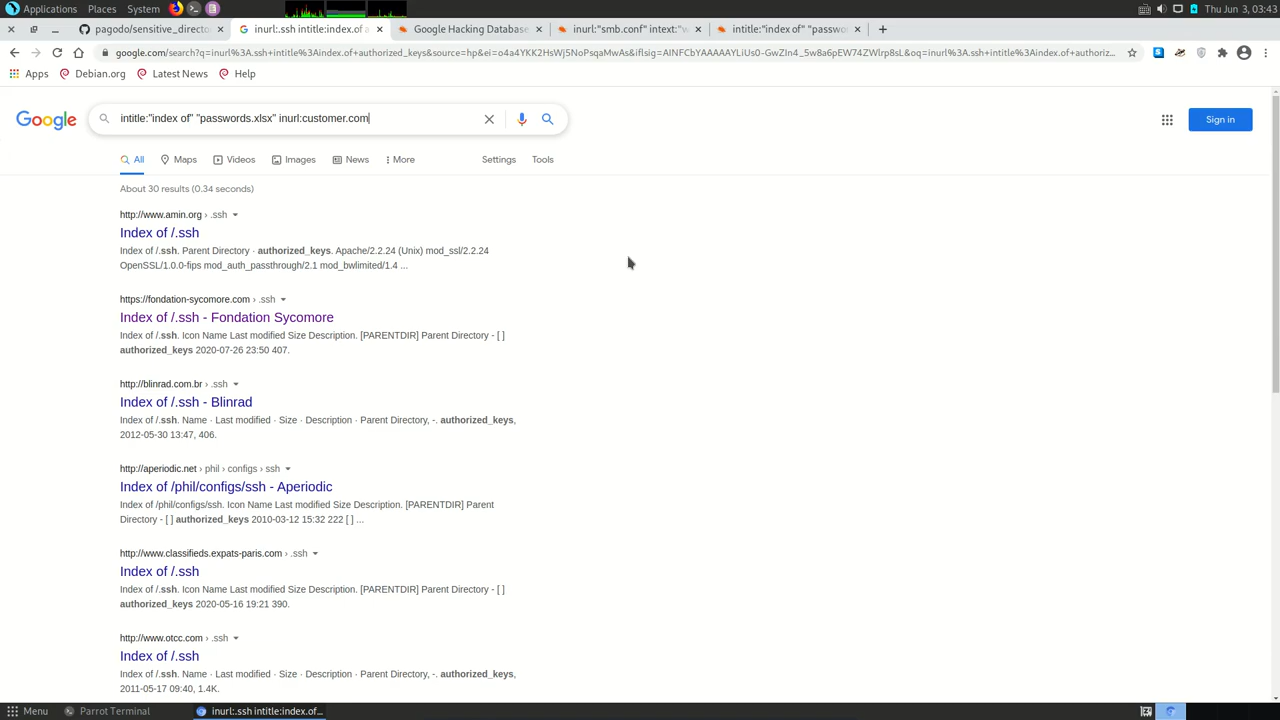 Applications Places System Thu Jun 3, 03:43
pagodo/sensitive_directo inurl:.ssh intitle:index.of Google Hacking Database inurl:"smb.conf" intext:"w intitle:"index of" "passwo
google.com/search?q=inurl%3A.ssh+intitle%3Aindex.of+authorized_keys&source=hp&ei=o4a4YKK2HsWj5NoPsqaMwAs&iflsig=AINFCbYAAAAAYLiUs0-GwZIn4_5w8a6pEW74ZWlrp8sL&oq=inurl%3A.ssh+intitle%3Aindex.of+authoriz...
Apps Debian.org Latest News Help
Google intitle:"index of" "passwords.xlsx" inurl:customer.com Sign in
All Maps Videos Images News More Settings Tools
About 30 results (0.34 seconds)
http://www.amin.org › .ssh
Index of /.ssh
Index of /.ssh. Parent Directory · authorized_keys. Apache/2.2.24 (Unix) mod_ssl/2.2.24
OpenSSL/1.0.0-fips mod_auth_passthrough/2.1 mod_bwlimited/1.4 ...
https://fondation-sycomore.com › .ssh
Index of /.ssh - Fondation Sycomore
Index of /.ssh. Icon Name Last modified Size Description. [PARENTDIR] Parent Directory - [ ]
authorized_keys 2020-07-26 23:50 407.
http://blinrad.com.br › .ssh
Index of /.ssh - Blinrad
Index of /.ssh. Name · Last modified · Size · Description · Parent Directory, -. authorized_keys,
2012-05-30 13:47, 406.
http://aperiodic.net › phil › configs › ssh
Index of /phil/configs/ssh - Aperiodic
Index of /phil/configs/ssh. Icon Name Last modified Size Description. [PARENTDIR] Parent
Directory - [ ] authorized_keys 2010-03-12 15:32 222 [ ] ...
http://www.classifieds.expats-paris.com › .ssh
Index of /.ssh
Index of /.ssh. Icon Name Last modified Size Description. [PARENTDIR] Parent Directory - [ ]
authorized_keys 2020-05-16 19:21 390.
http://www.otcc.com › .ssh
Index of /.ssh
Index of /.ssh. Name · Last modified · Size · Description · Parent Directory, -. authorized_keys,
2011-05-17 09:40, 1.4K.
Menu Parrot Terminal inurl:.ssh intitle:index.of...